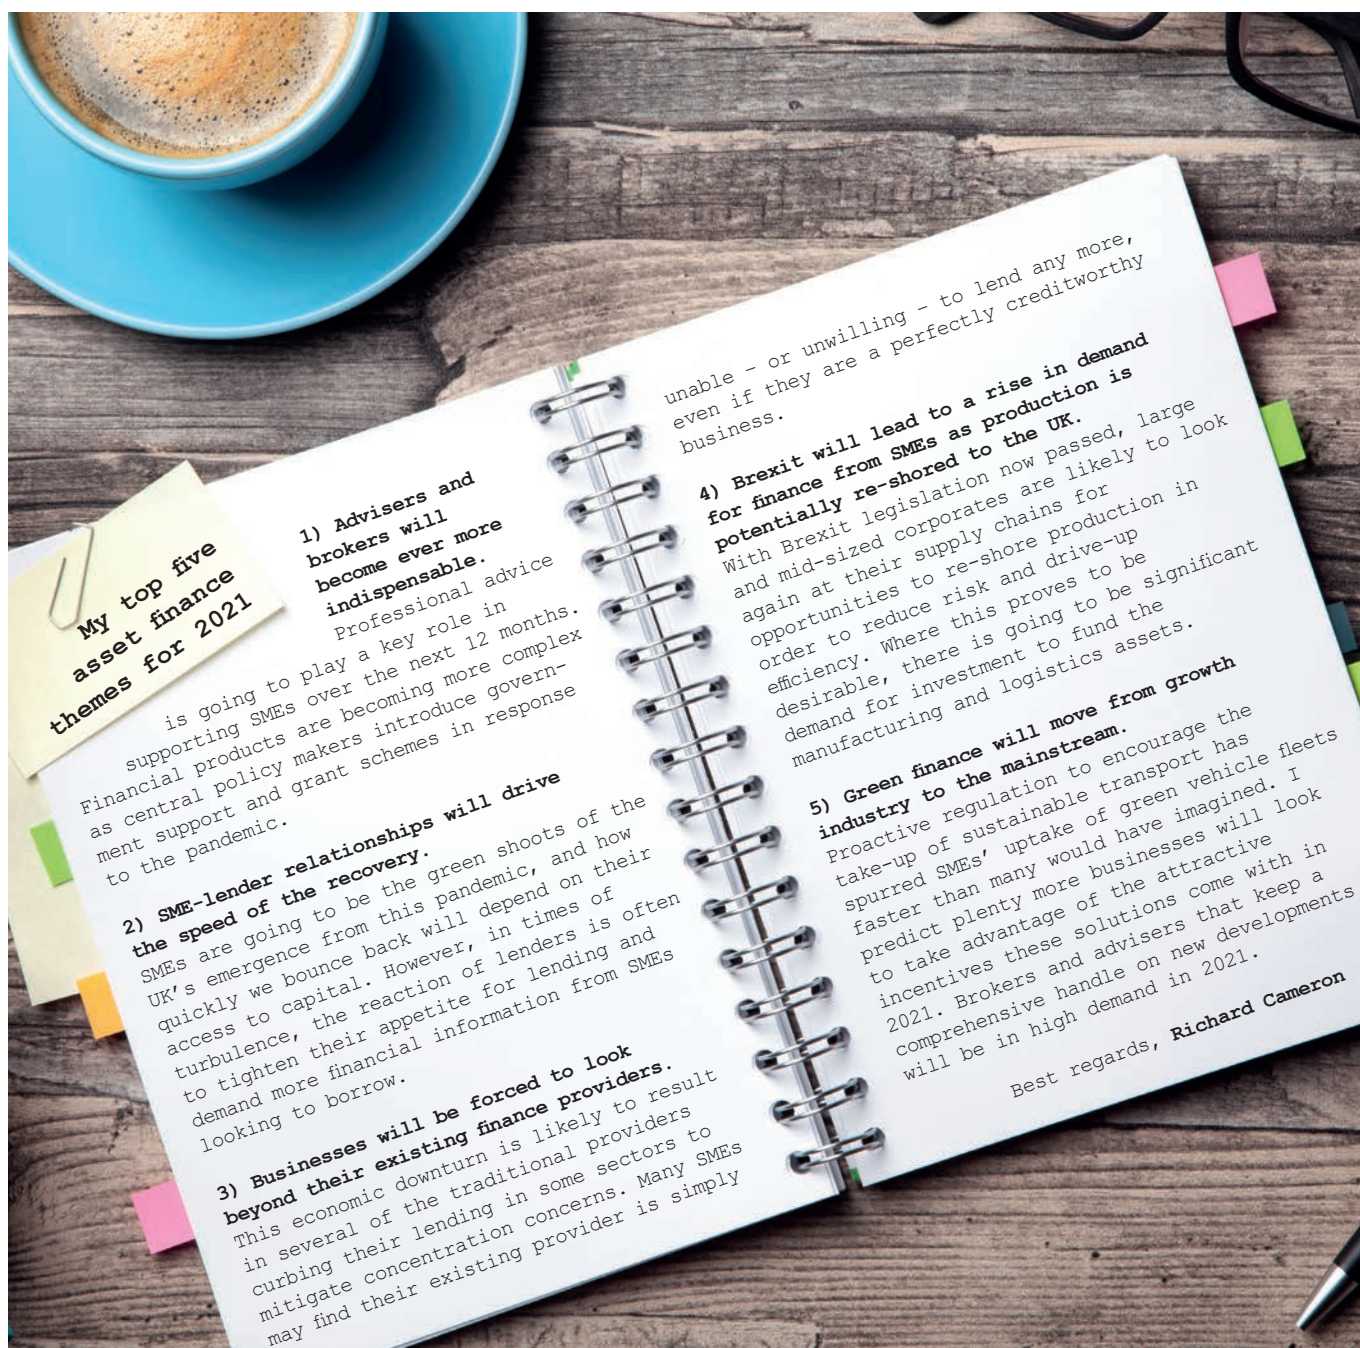 My top five
asset finance
themes for 2021
1) Advisers and
brokers will
become ever more
indispensable.
Professional advice
is going to play a key role in
supporting SMEs over the next 12 months.
Financial products are becoming more complex
as central policy makers introduce govern-
ment support and grant schemes in response
to the pandemic.
2) SME-lender relationships will drive
the speed of the recovery.
SMEs are going to be the green shoots of the
UK's emergence from this pandemic, and how
quickly we bounce back will depend on their
access to capital. However, in times of
turbulence, the reaction of lenders is often
to tighten their appetite for lending and
demand more financial information from SMEs
looking to borrow.
3) Businesses will be forced to look
beyond their existing finance providers.
This economic downturn is likely to result
in several of the traditional providers
curbing their lending in some sectors to
mitigate concentration concerns. Many SMEs
may find their existing provider is simply
unable – or unwilling – to lend any more,
even if they are a perfectly creditworthy
business.
4) Brexit will lead to a rise in demand
for finance from SMEs as production is
potentially re-shored to the UK.
With Brexit legislation now passed, large
and mid-sized corporates are likely to look
again at their supply chains for
opportunities to re-shore production in
order to reduce risk and drive-up
efficiency. Where this proves to be
desirable, there is going to be significant
demand for investment to fund the
manufacturing and logistics assets.
5) Green finance will move from growth
industry to the mainstream.
Proactive regulation to encourage the
take-up of sustainable transport has
spurred SMEs' uptake of green vehicle fleets
faster than many would have imagined. I
predict plenty more businesses will look
to take advantage of the attractive
incentives these solutions come with in
2021. Brokers and advisers that keep a
comprehensive handle on new developments
will be in high demand in 2021.
Best regards, Richard Cameron